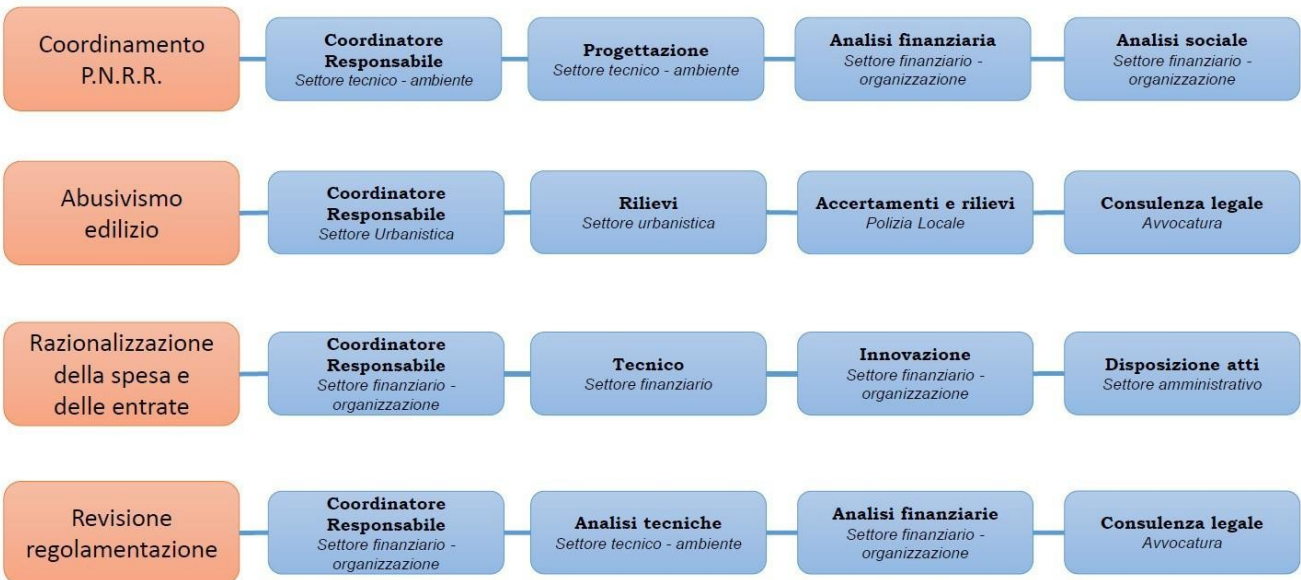 Coordinamento
P.N.R.R.
Coordinatore
Responsabile
Settore tecnico - ambiente
Progettazione
Settore tecnico - ambiente
Analisi finanziaria
Settore finanziario -
organizzazione
Analisi sociale
Settore finanziario -
organizzazione
Abusivismo
edilizio
Coordinatore
Responsabile
Settore Urbanistica
Rilievi
Settore urbanistica
Accertamenti e rilievi
Polizia Locale
Consulenza legale
Avvocatura
Razionalizzazione
della spesa e
delle entrate
Coordinatore
Responsabile
Settore finanziario -
organizzazione
Tecnico
Settore finanziario
Innovazione
Settore finanziario -
organizzazione
Disposizione atti
Settore amministrativo
Revisione
regolamentazione
Coordinatore
Responsabile
Settore finanziario -
organizzazione
Analisi tecniche
Settore tecnico - ambiente
Analisi finanziarie
Settore finanziario -
organizzazione
Consulenza legale
Avvocatura